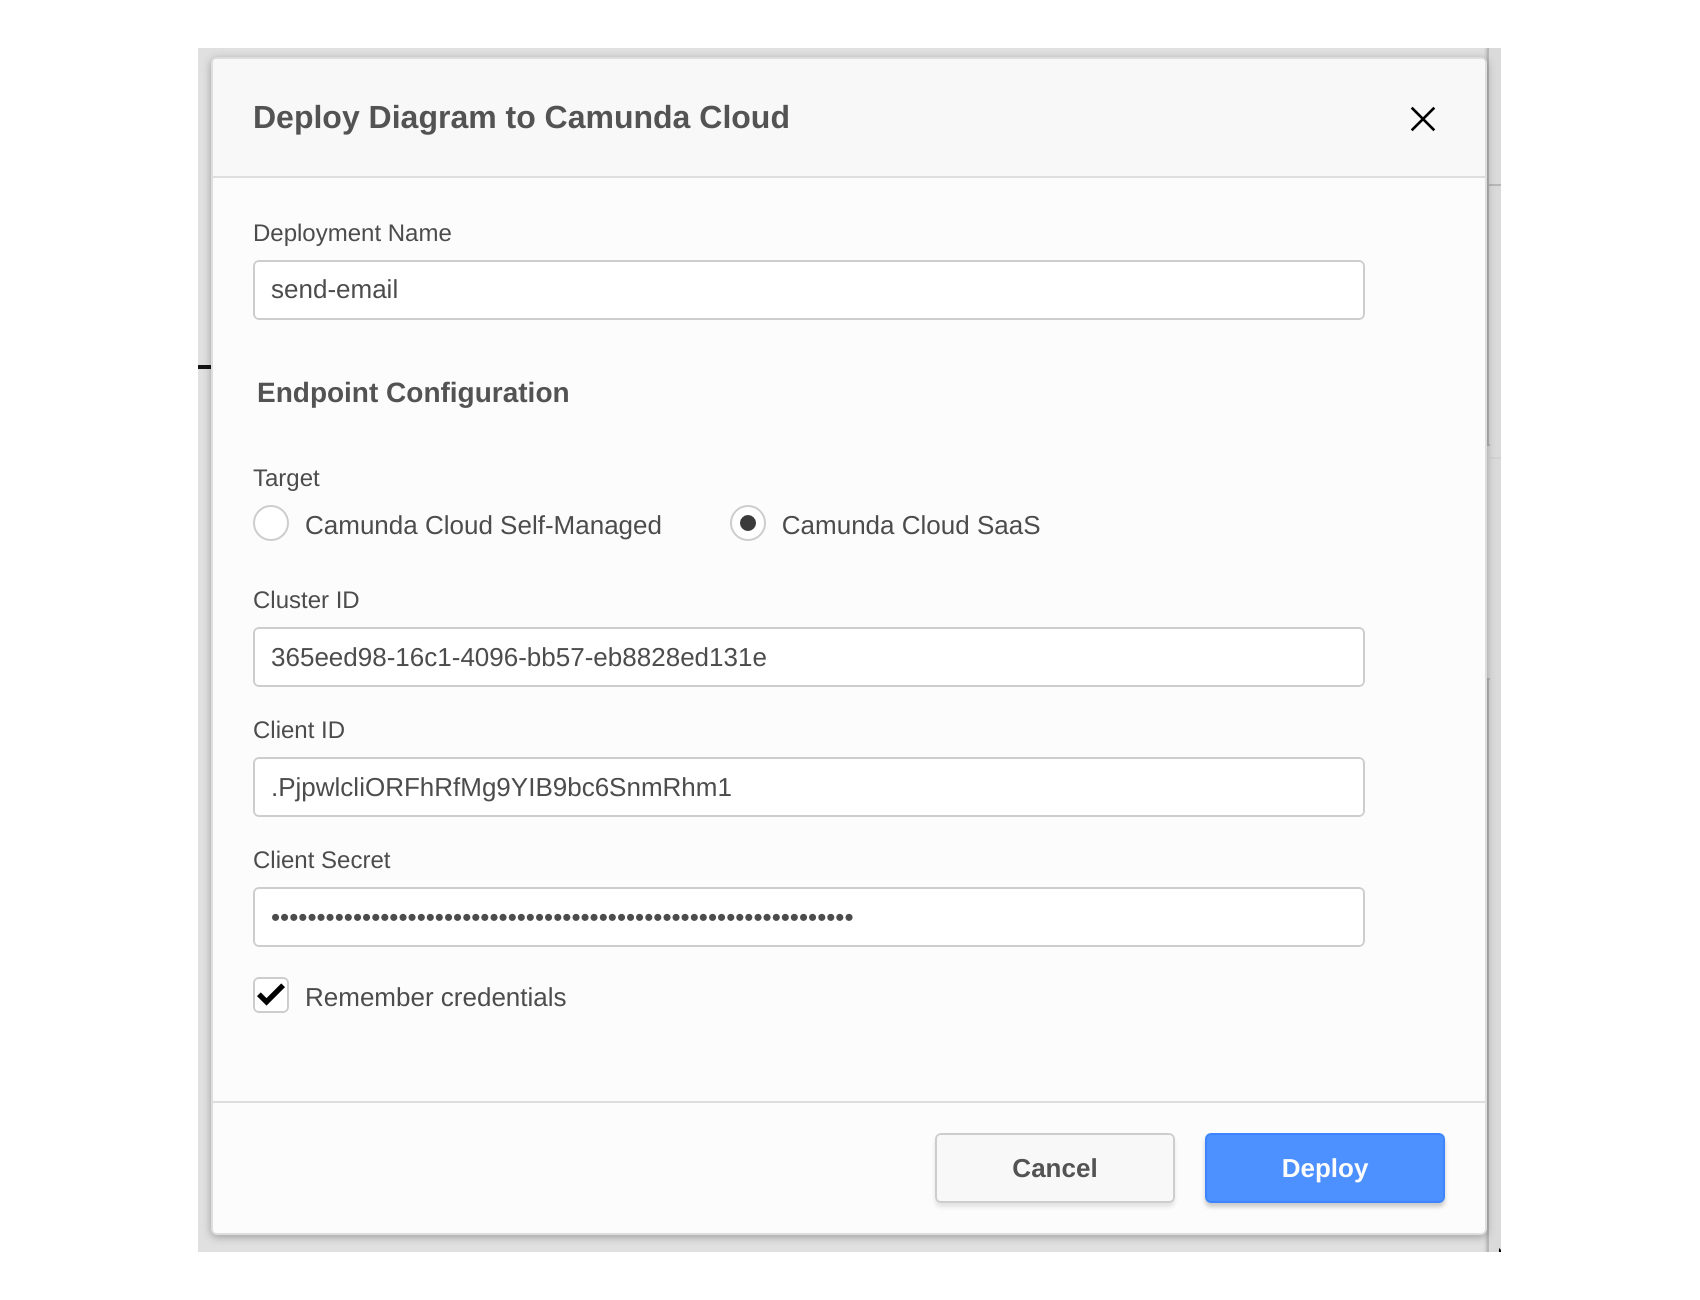 Deploy Diagram to Camunda Cloud
Deployment Name
send-email
Endpoint Configuration
Target
Camunda Cloud Self-Managed
Camunda Cloud SaaS
Cluster ID
365eed98-16c1-4096-bb57-eb8828ed131e
Client ID
.PjpwlcliORFhRfMg9YIB9bc6SnmRhm1
Client Secret
Remember credentials
Cancel
Deploy